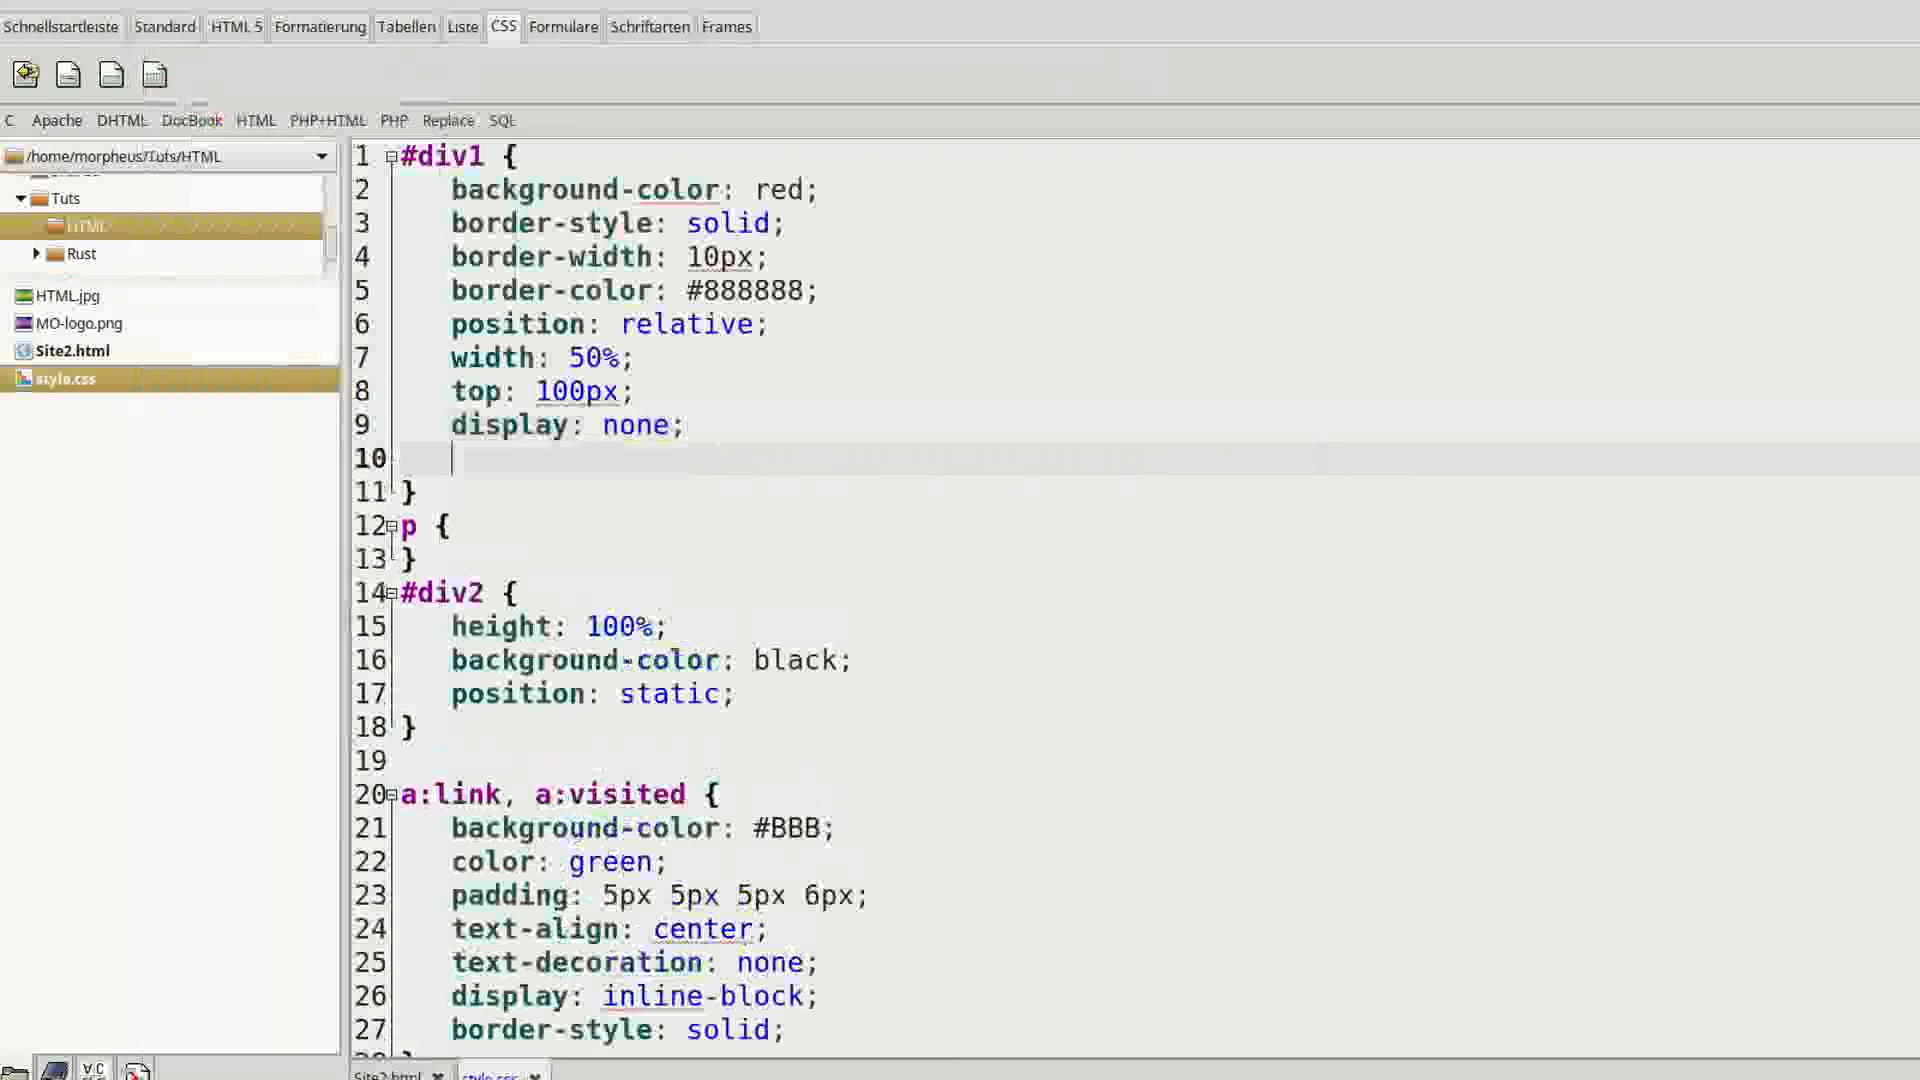 Schnellstartleiste Standard HTML 5 Formatierung Tabellen Liste CSS Formulare Schriftarten Frames
C Apache DHTML DocBook HTML PHP+HTML PHP Replace SQL
/home/morpheus/Tuts/HTML
Tuts
HTML
Rust
HTML.jpg
MO-logo.png
Site2.html
style.css
1 #div1 {
2 background-color: red;
3 border-style: solid;
4 border-width: 10px;
5 border-color: #888888;
6 position: relative;
7 width: 50%;
8 top: 100px;
9 display: none;
10
11 }
12 p {
13 }
14 #div2 {
15 height: 100%;
16 background-color: black;
17 position: static;
18 }
19
20 a:link, a:visited {
21 background-color: #BBB;
22 color: green;
23 padding: 5px 5px 5px 6px;
24 text-align: center;
25 text-decoration: none;
26 display: inline-block;
27 border-style: solid;
Site2.html style.css